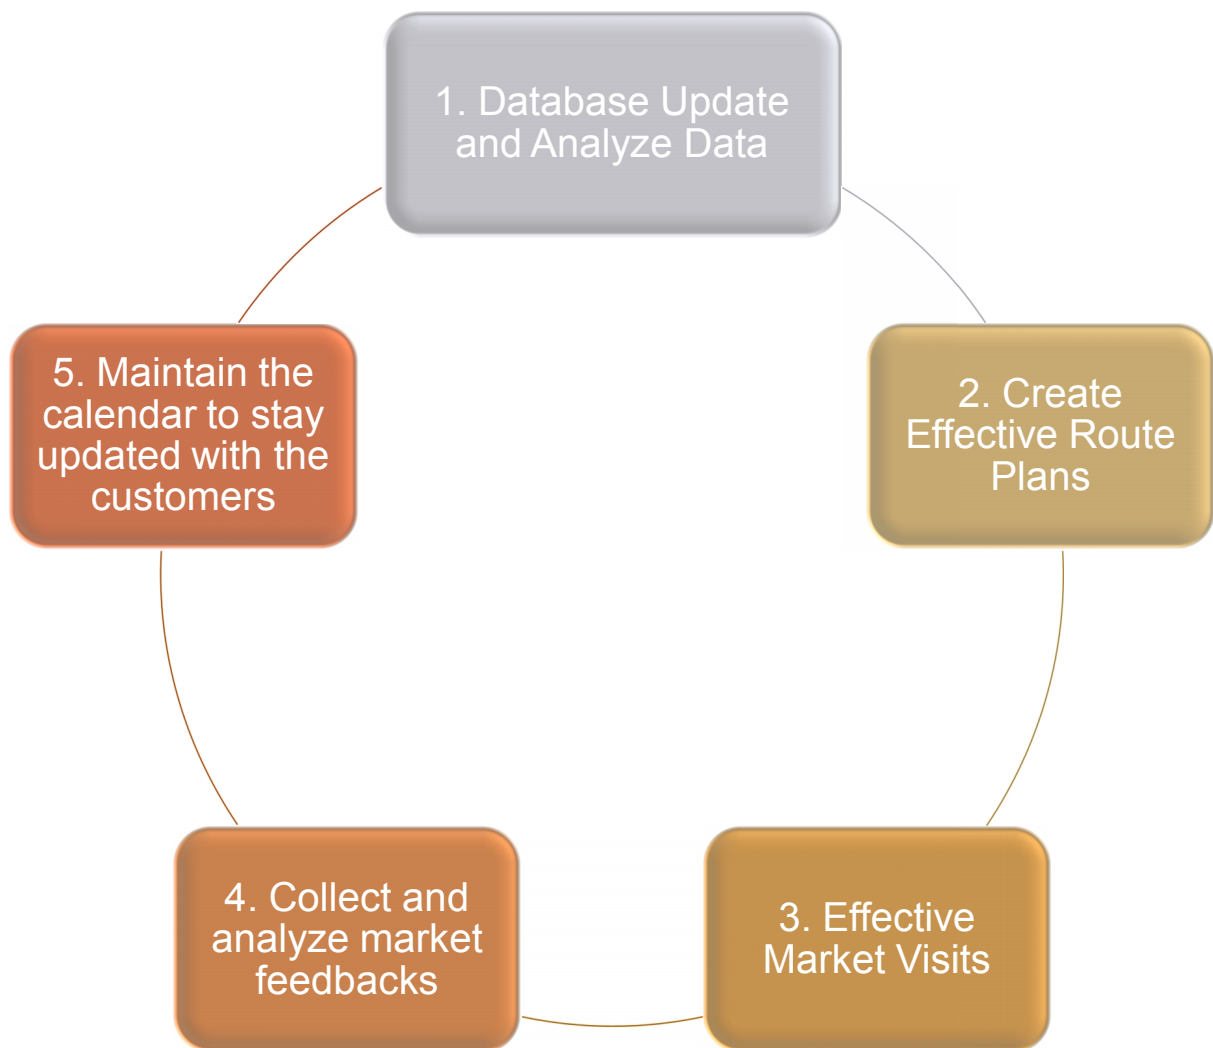 1. Database Update
and Analyze Data
2. Create
Effective Route
Plans
3. Effective
Market Visits
4. Collect and
analyze market
feedbacks
5. Maintain the
calendar to stay
updated with the
customers